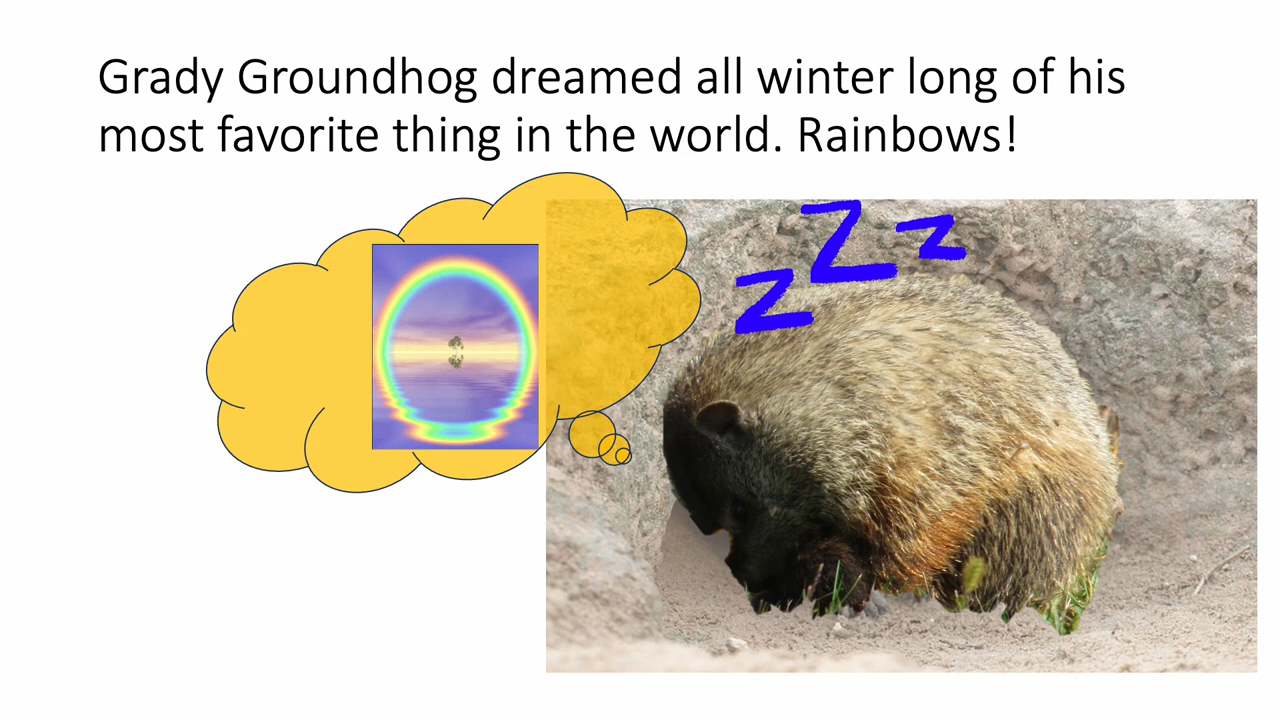 Grady Groundhog dreamed all winter long of his
most favorite thing in the world. Rainbows!
z Z z